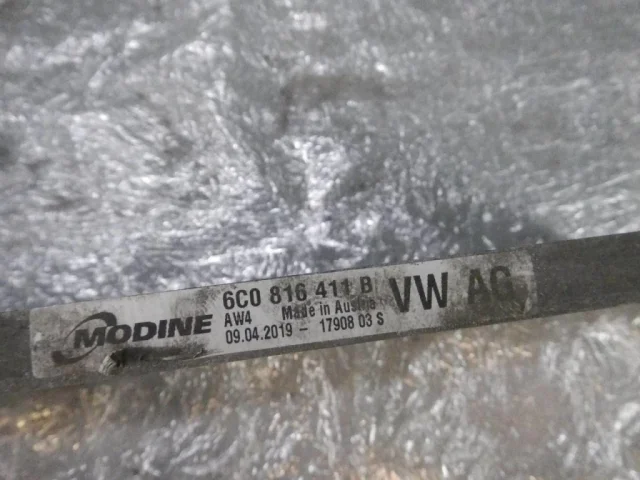 MODINE
6C0 816 411 B
AW4 Made in Austria
09.04.2019 - 17908 03 S
VW AG